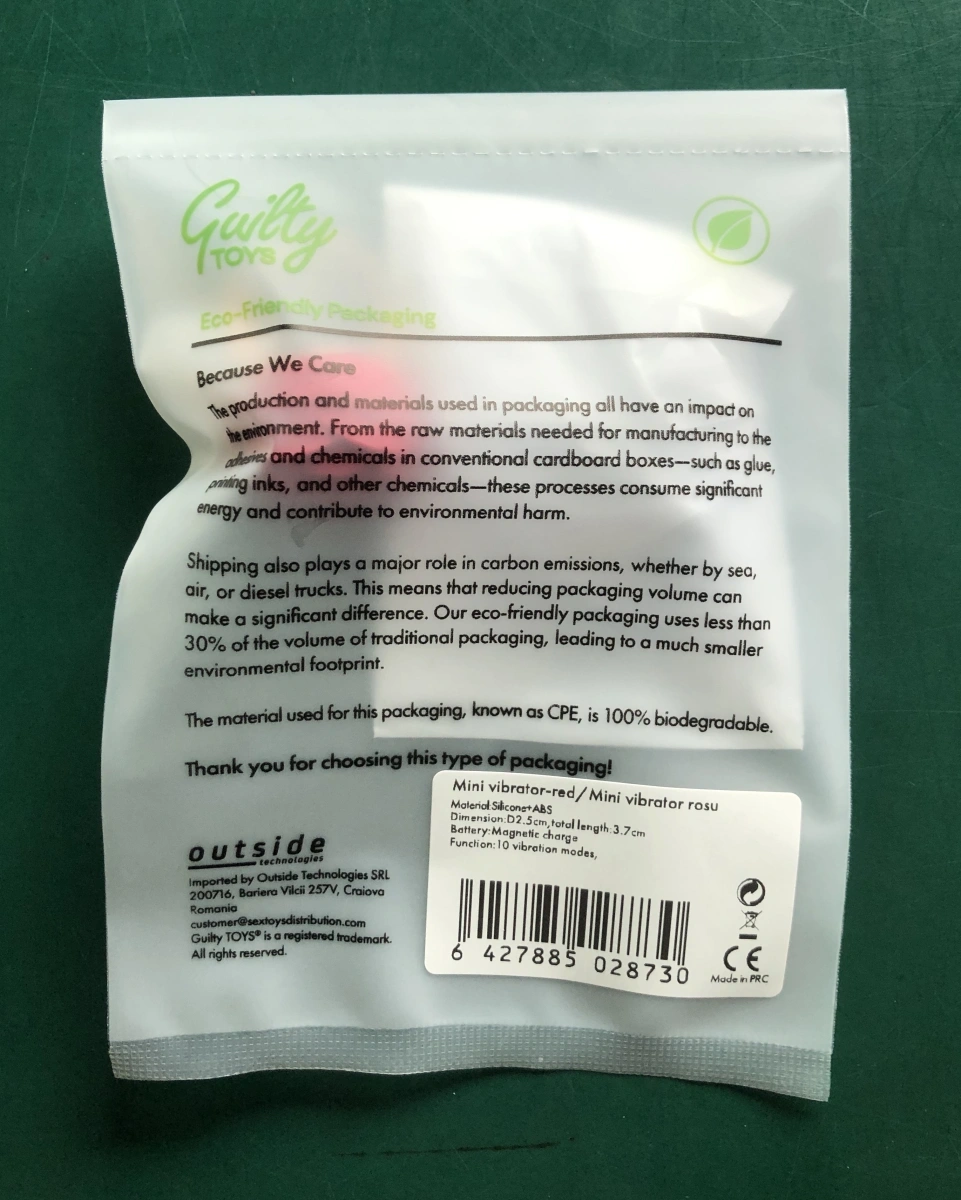 Guilty
TOYS
Eco-Friendly Packaging
Because We Care
The production and materials used in packaging all have an impact on
the environment. From the raw materials needed for manufacturing to the
adhesives and chemicals in conventional cardboard boxes—such as glue,
printing inks, and other chemicals—these processes consume significant
energy and contribute to environmental harm.
Shipping also plays a major role in carbon emissions, whether by sea,
air, or diesel trucks. This means that reducing packaging volume can
make a significant difference. Our eco-friendly packaging uses less than
30% of the volume of traditional packaging, leading to a much smaller
environmental footprint.
The material used for this packaging, known as CPE, is 100% biodegradable.
Thank you for choosing this type of packaging!
outside
technologies
Imported by Outside Technologies SRL
200716, Bariera Vilcii 257V, Craiova
Romania
customer@sextoysdistribution.com
Guilty TOYS® is a registered trademark.
All rights reserved.
Mini vibrator-red/Mini vibrator rosu
Material:Silicone+ABS
Dimension:D2.5cm,total length:3.7cm
Battery:Magnetic charge
Function:10 vibration modes,
6 427885 028730
CE
Made in PRC